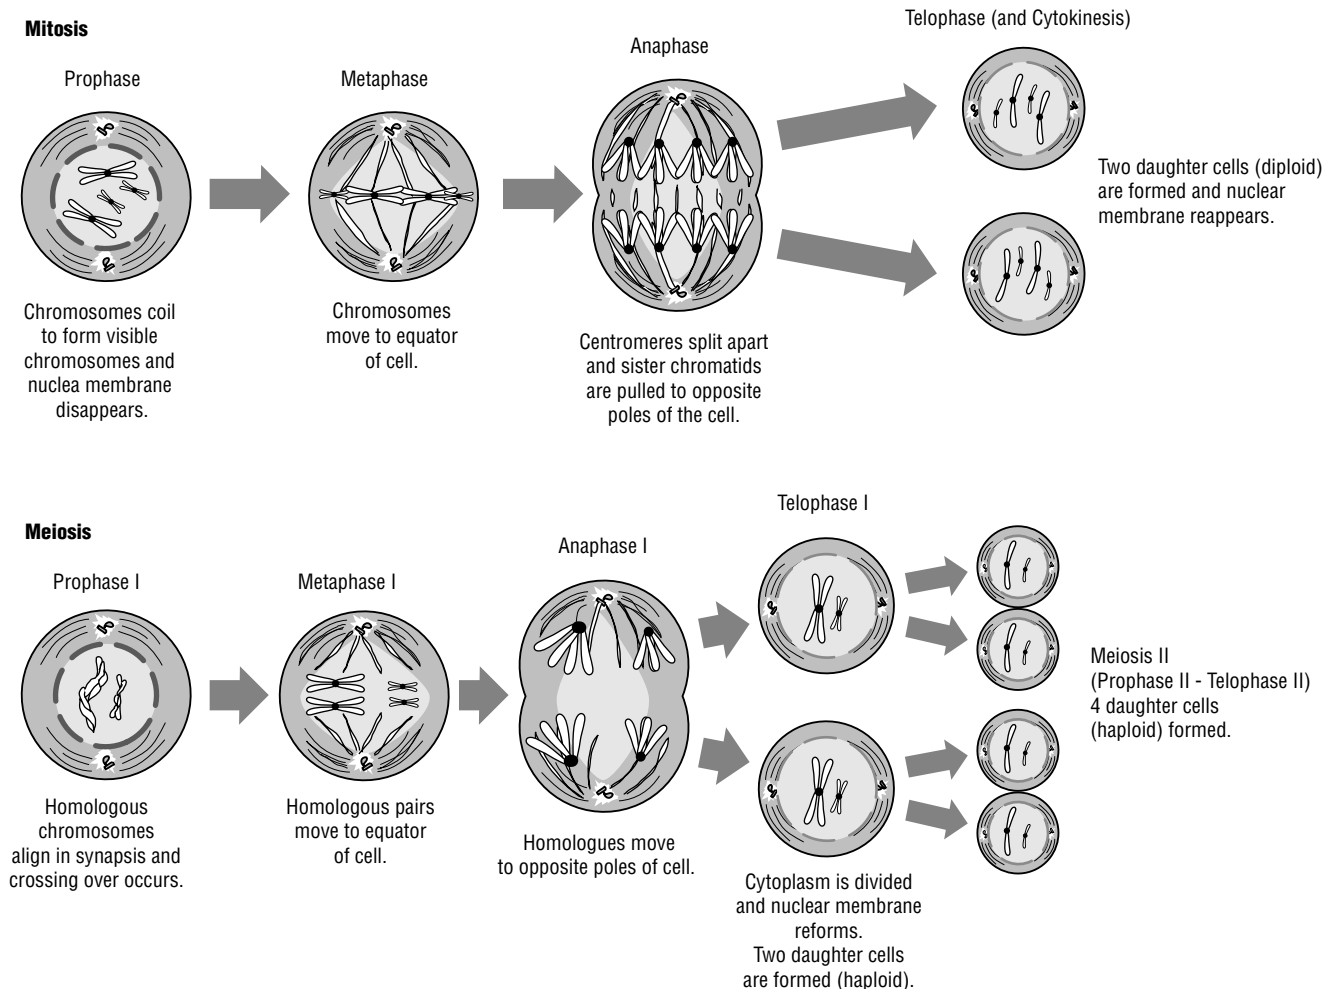 Mitosis
Prophase
Metaphase
Anaphase
Telophase (and Cytokinesis)
Chromosomes coil
to form visible
chromosomes and
nuclea membrane
disappears.
Chromosomes
move to equator
of cell.
Centromeres split apart
and sister chromatids
are pulled to opposite
poles of the cell.
Two daughter cells (diploid)
are formed and nuclear
membrane reappears.
Meiosis
Prophase I
Metaphase I
Anaphase I
Telophase I
Homologous
chromosomes
align in synapsis and
crossing over occurs.
Homologous pairs
move to equator
of cell.
Homologues move
to opposite poles of cell.
Cytoplasm is divided
and nuclear membrane
reforms.
Two daughter cells
are formed (haploid).
Meiosis II
(Prophase II - Telophase II)
4 daughter cells
(haploid) formed.